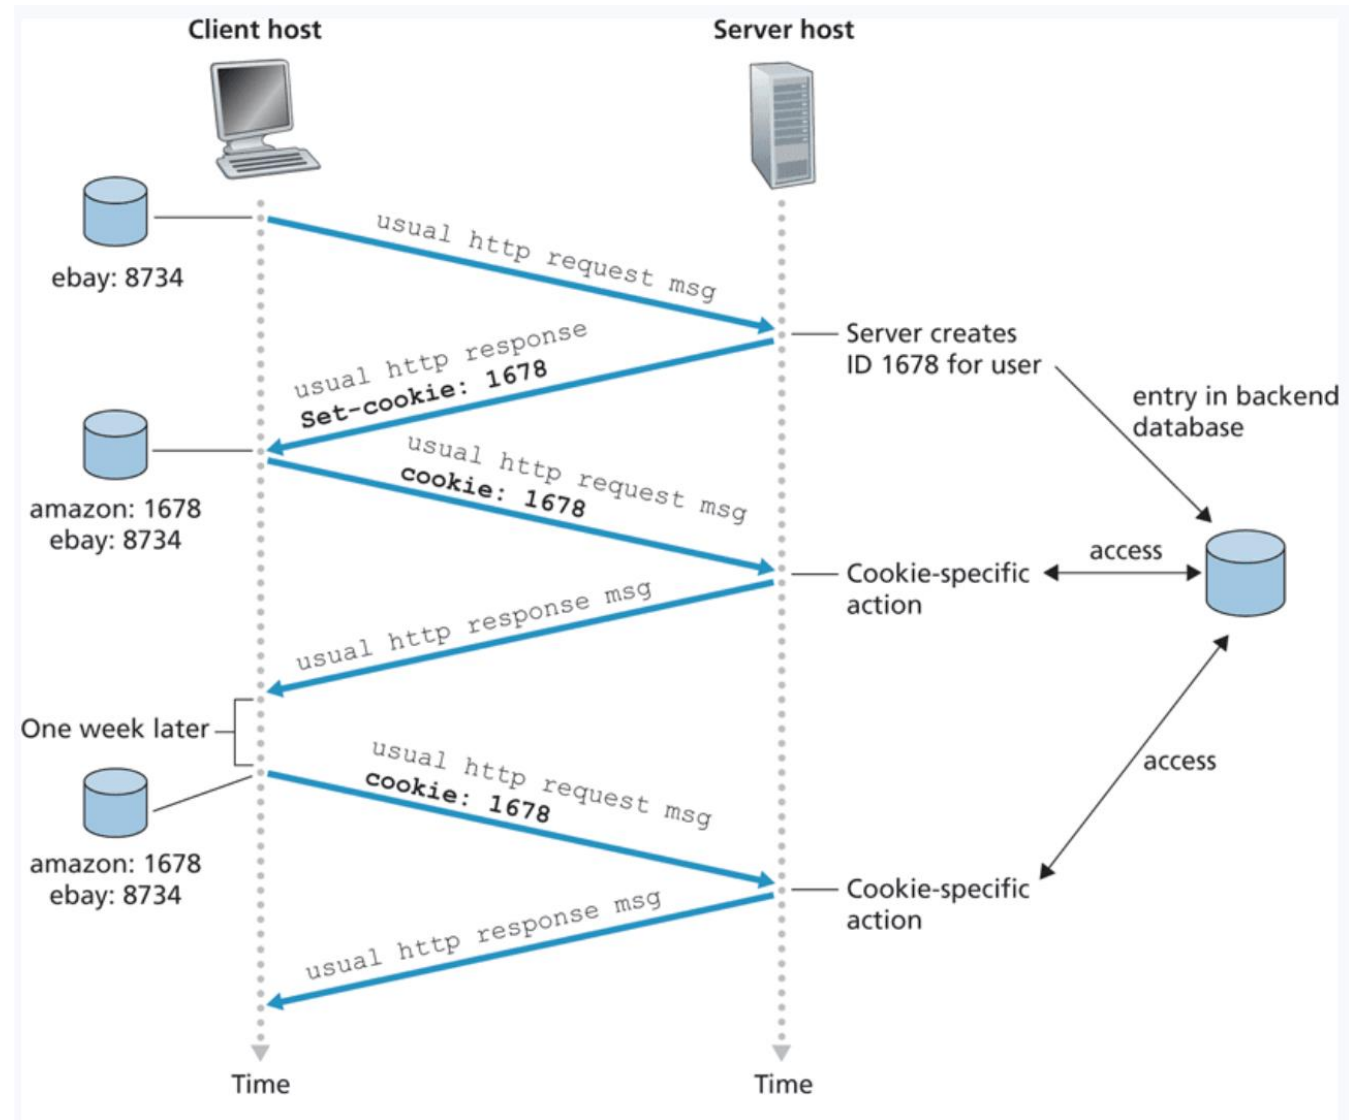 Client host
Server host
usual http request msg
ebay: 8734
Server creates
ID 1678 for user
usual http response
Set-cookie: 1678
entry in backend
database
usual http request msg
cookie: 1678
amazon: 1678
ebay: 8734
access
Cookie-specific
action
usual http response msg
One week later
usual http request msg
cookie: 1678
access
amazon: 1678
ebay: 8734
Cookie-specific
action
usual http response msg
Time
Time